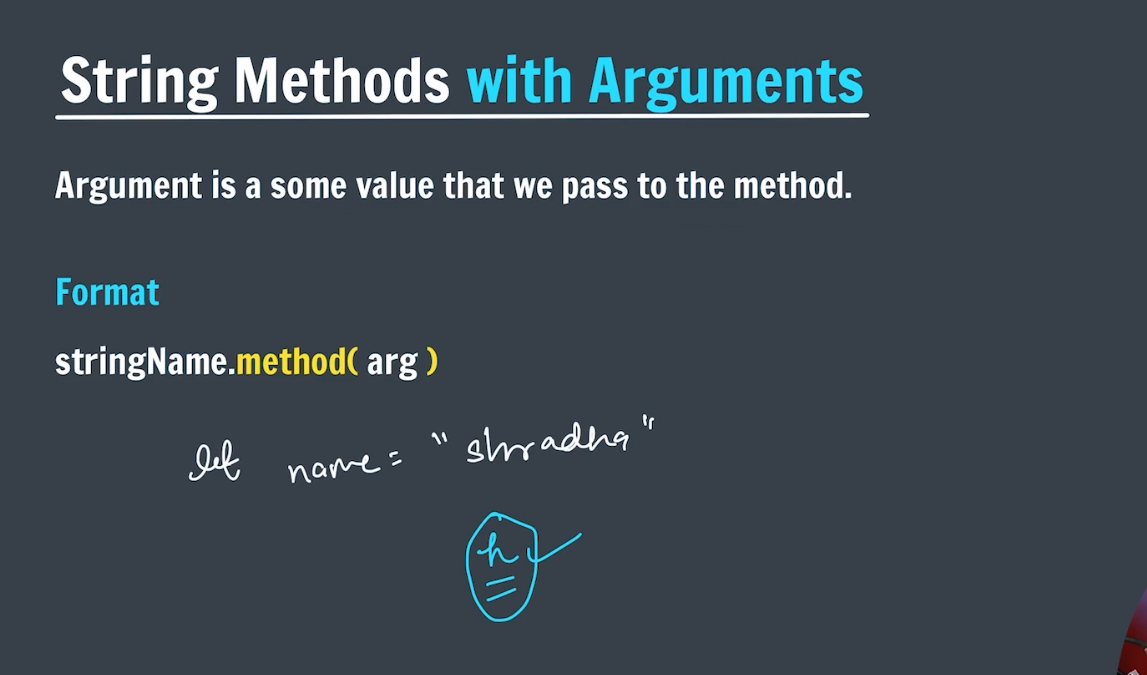 String Methods with Arguments
Argument is a some value that we pass to the method.
Format
stringName.method( arg )
let name = "shradha"
h